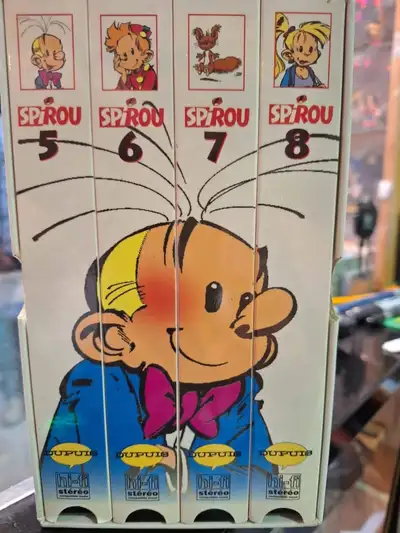 SPIROU
5
SPIROU
6
SPIROU
7
SPIROU
8
DUPUIS
hi-fi
stéréo
DUPUIS
hi-fi
stéréo
DUPUIS
hi-fi
stéréo
DUPUIS
hi-fi
stéréo